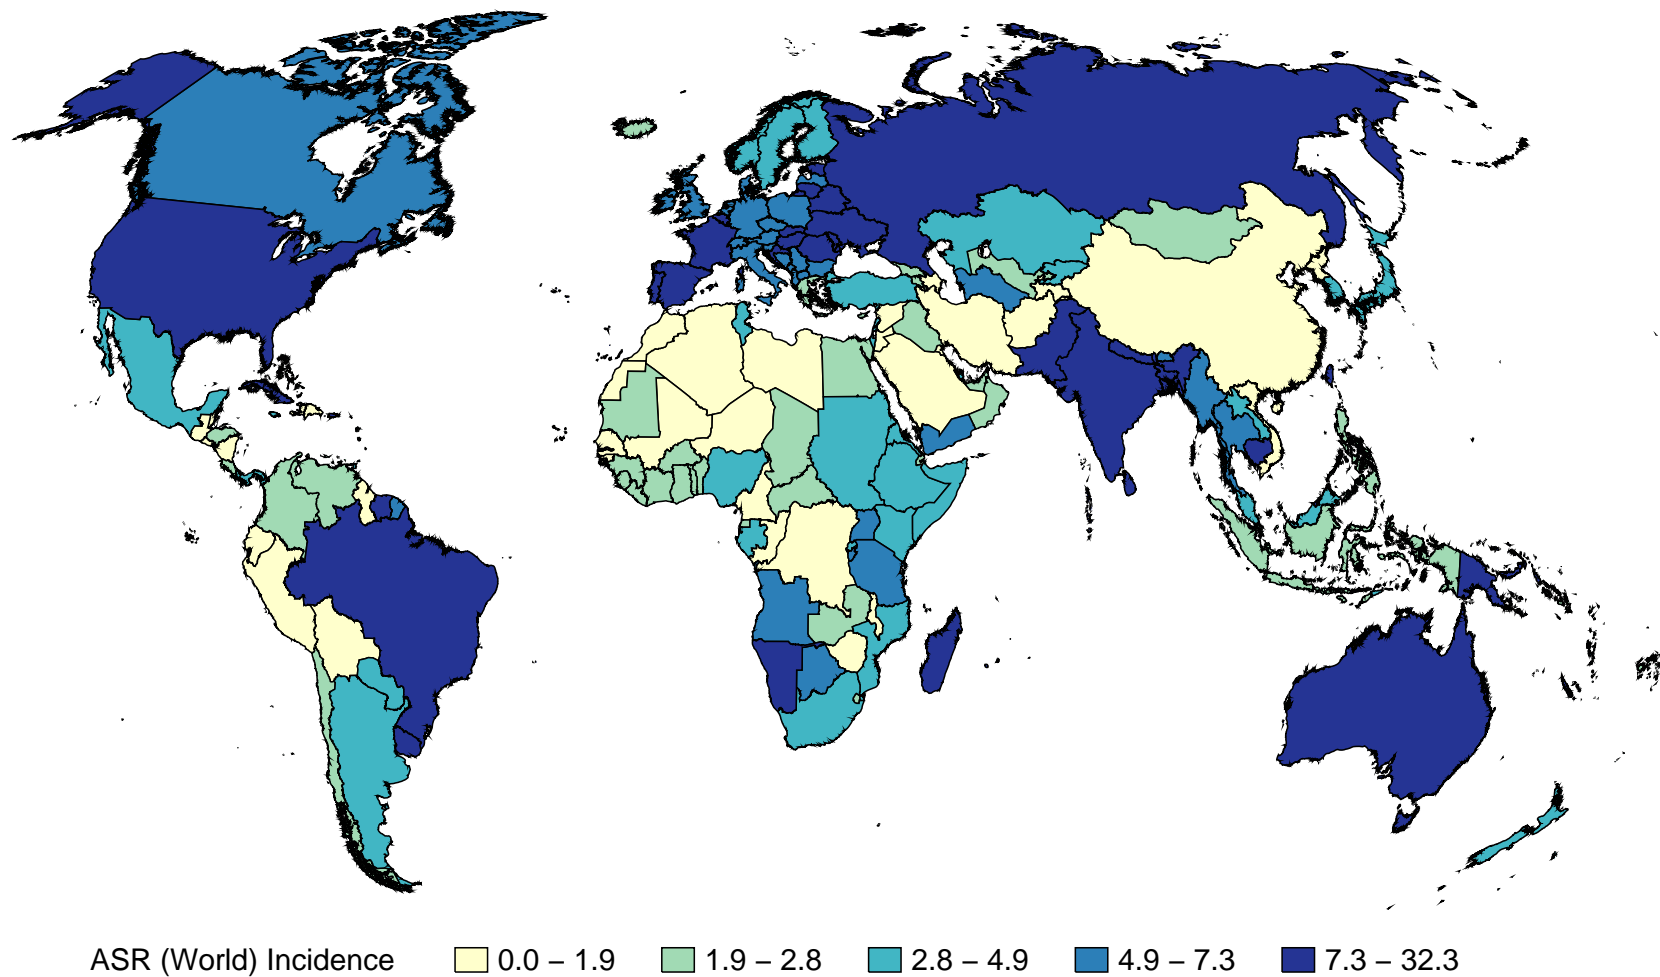 ASR (World) Incidence 0.0 – 1.9 1.9 – 2.8 2.8 – 4.9 4.9 – 7.3 7.3 – 32.3